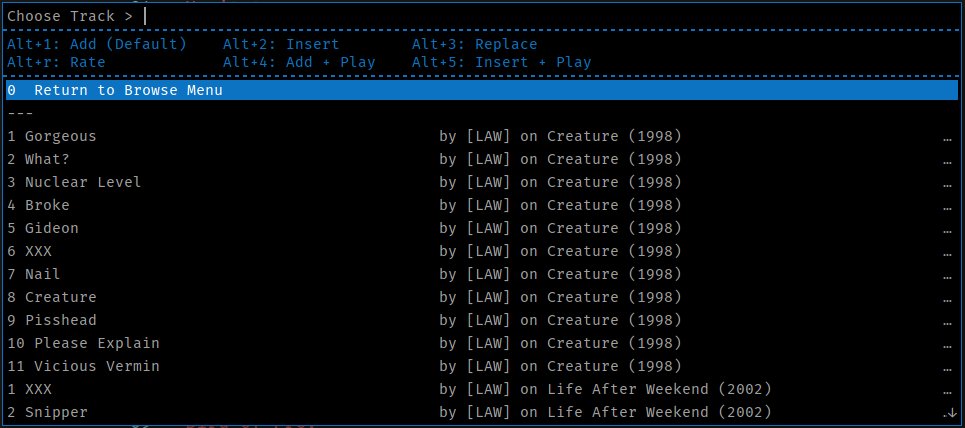 Choose Track >
Alt+1: Add (Default) Alt+2: Insert Alt+3: Replace
Alt+r: Rate Alt+4: Add + Play Alt+5: Insert + Play
0 Return to Browse Menu
---
1 Gorgeous by [LAW] on Creature (1998) …
2 What? by [LAW] on Creature (1998) …
3 Nuclear Level by [LAW] on Creature (1998) …
4 Broke by [LAW] on Creature (1998) …
5 Gideon by [LAW] on Creature (1998) …
6 XXX by [LAW] on Creature (1998) …
7 Nail by [LAW] on Creature (1998) …
8 Creature by [LAW] on Creature (1998) …
9 Pisshead by [LAW] on Creature (1998) …
10 Please Explain by [LAW] on Creature (1998) …
11 Vicious Vermin by [LAW] on Creature (1998) …
1 XXX by [LAW] on Life After Weekend (2002) …
2 Snipper by [LAW] on Life After Weekend (2002) .↓